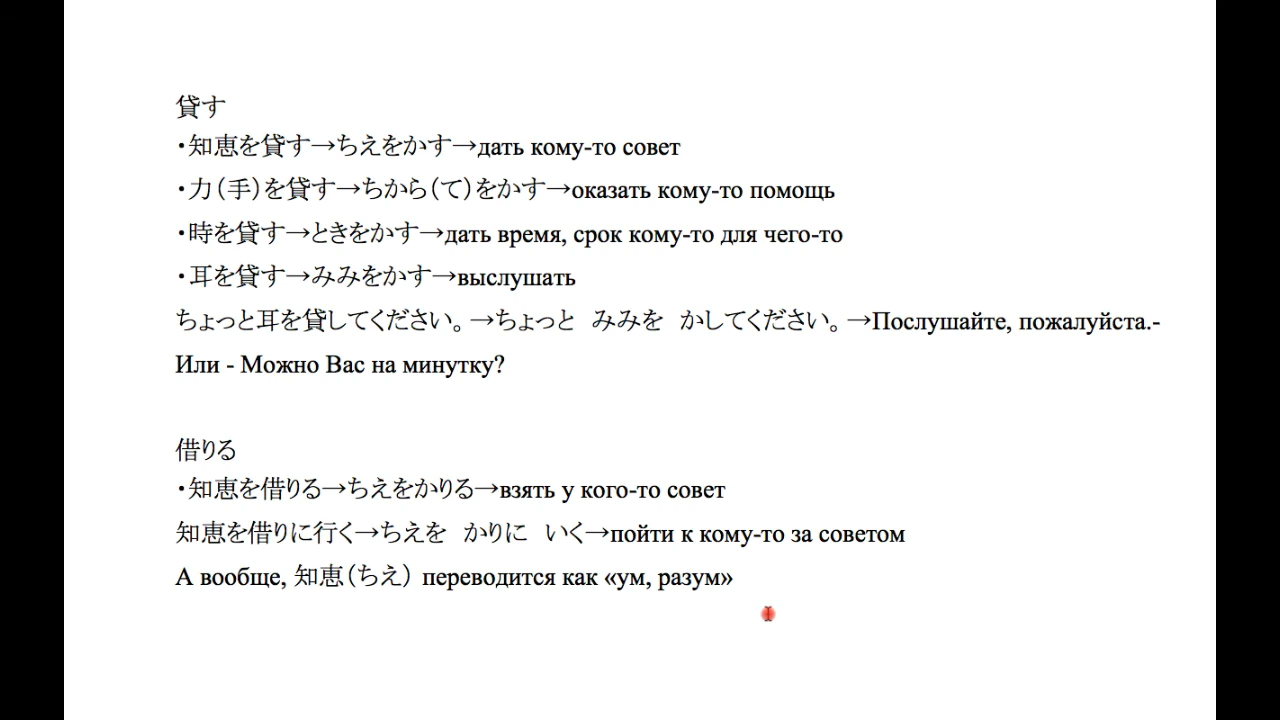 貸す
・知恵を貸す→ちえをかす→дать кому-то совет
・力（手）を貸す→ちから（て）をかす→оказать кому-то помощь
・時を貸す→ときをかす→дать время, срок кому-то для чего-то
・耳を貸す→みみをかす→выслушать
ちょっと耳を貸してください。→ちょっと　みみを　かしてください。→Послушайте, пожалуйста.-
Или - Можно Вас на минутку?
借りる
・知恵を借りる→ちえをかりる→взять у кого-то совет
知恵を借りに行く→ちえを　かりに　いく→пойти к кому-то за советом
А вообще, 知恵（ちえ） переводится как «ум, разум»